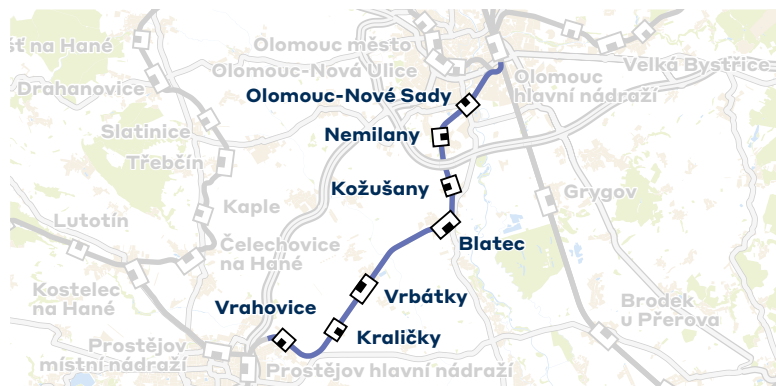 št na Hané
Olomouc město
Olomouc-Nová Ulice
Velká Bystřice
Drahanovice
Olomouc
hlavní nádraží
Olomouc-Nové Sady
Slatinice
Nemilany
Třebčín
Kožušany
Grygov
Kaple
Lutotín
Čelechovice
na Hané
Blatec
Kostelec
na Hané
Vrbátky
Brodek
u Přerova
Vrahovice
Kraličky
Prostějov
místní nádraží
Prostějov hlavní nádraží